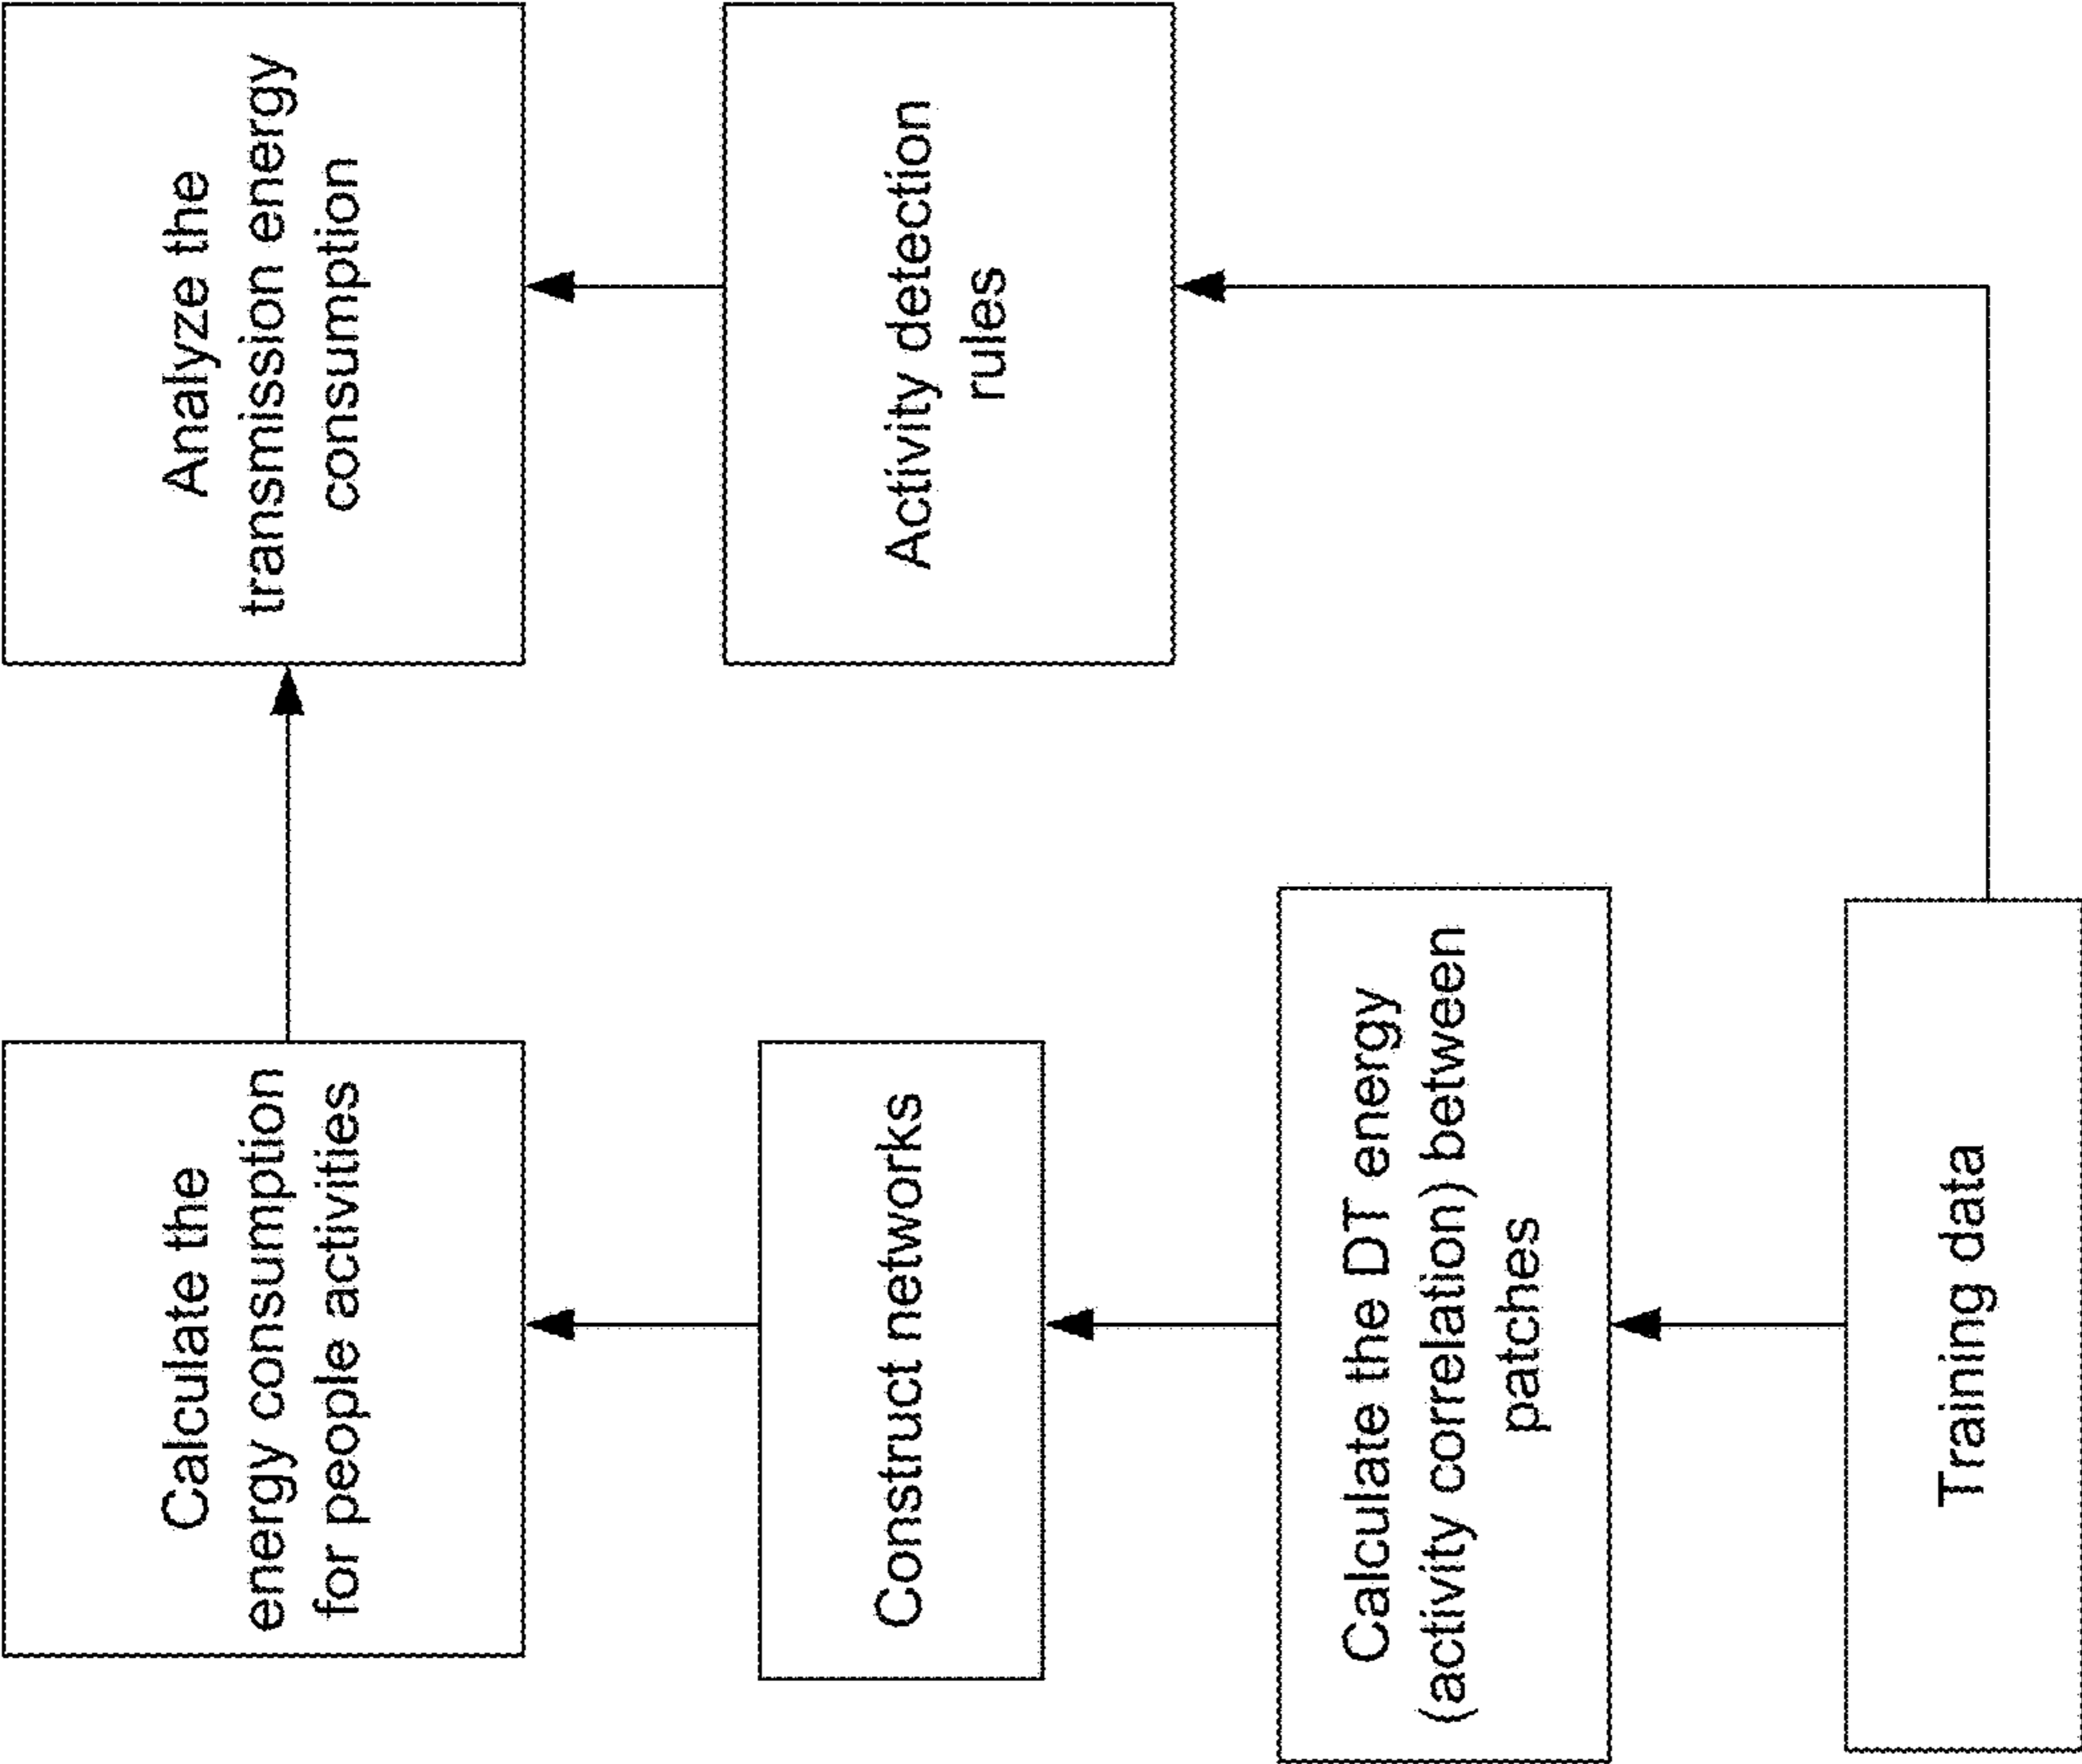 Analyze the
transmission energy
consumption
Activity detection
rules
Calculate the
energy consumption
for people activities
Construct networks
Calculate the DT energy
(activity correlation) between
patches
Training data